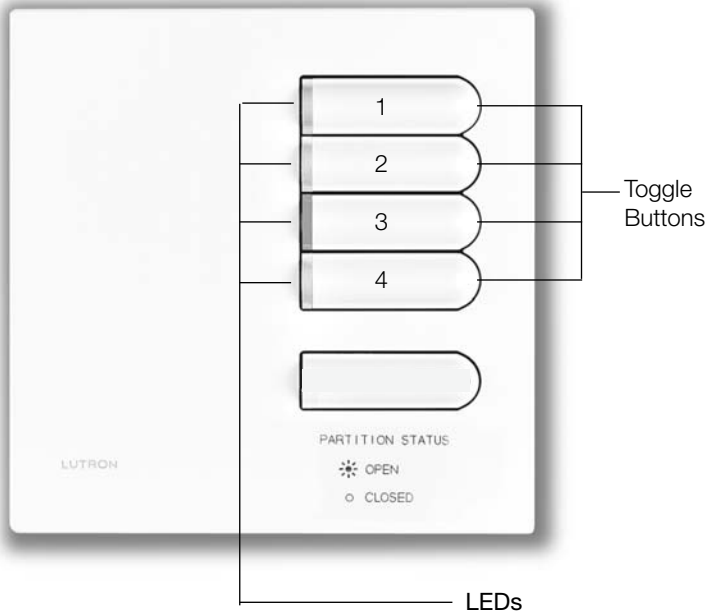 1
2
3
4
Toggle
Buttons
PARTITION STATUS
LUTRON
OPEN
CLOSED
LEDs